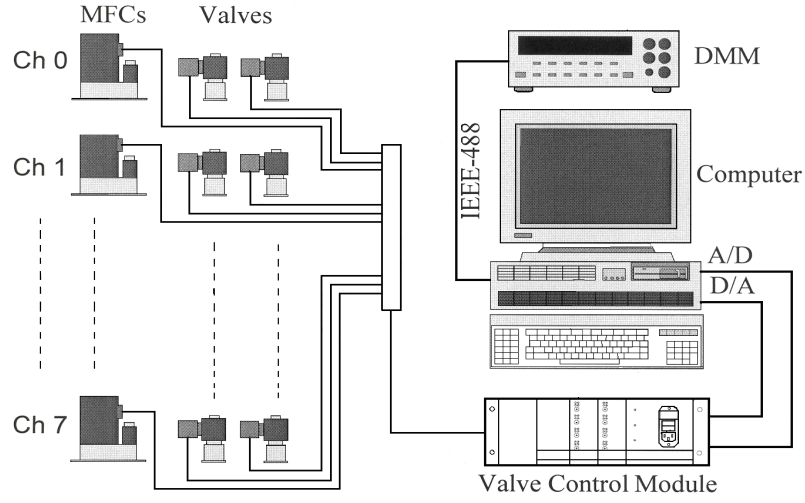 MFCs
Valves
Ch 0
Ch 1
Ch 7
DMM
IEEE-488
Computer
A/D
D/A
Valve Control Module